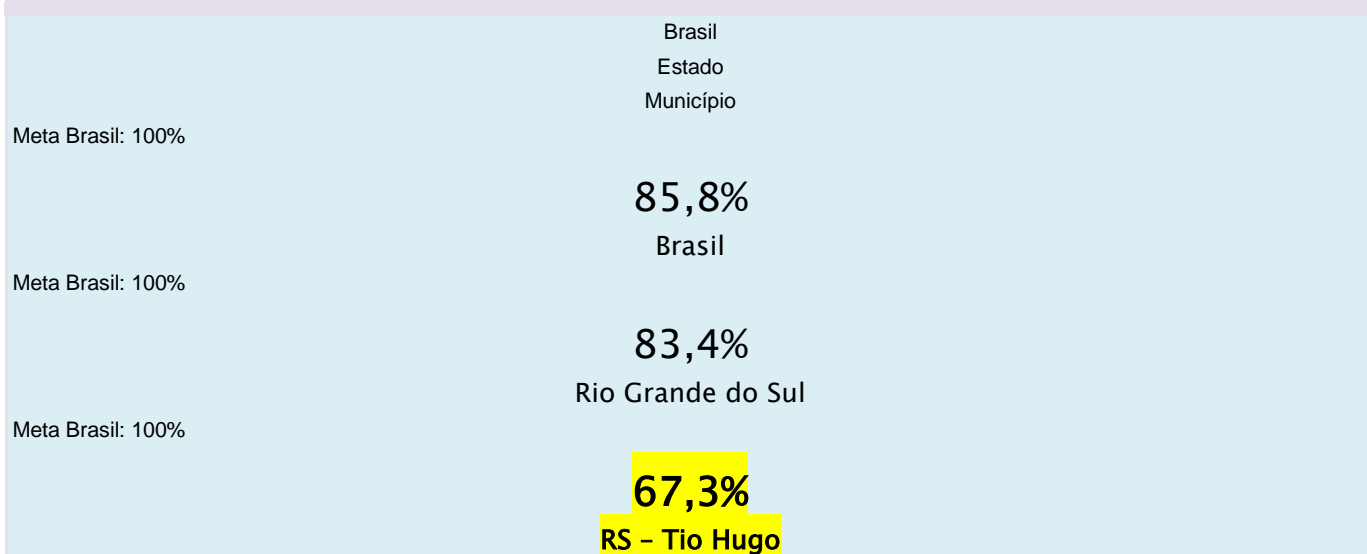 Brasil
Estado
Município
Meta Brasil: 100%
85,8%
Brasil
Meta Brasil: 100%
83,4%
Rio Grande do Sul
Meta Brasil: 100%
67,3%
RS – Tio Hugo